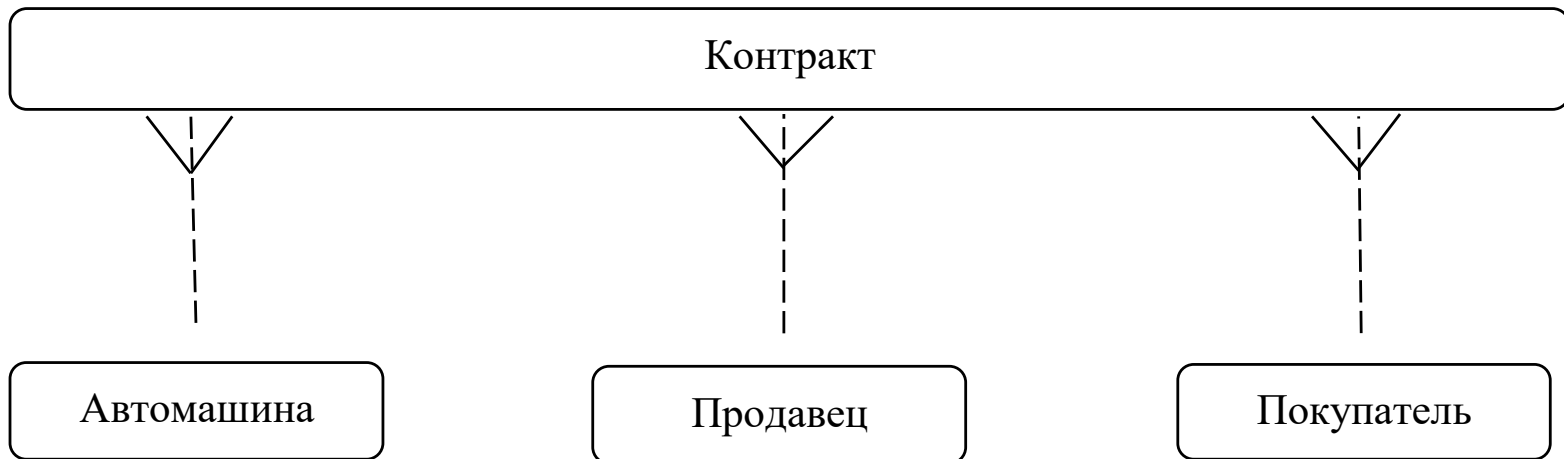 Контракт
Автомашина
Продавец
Покупатель